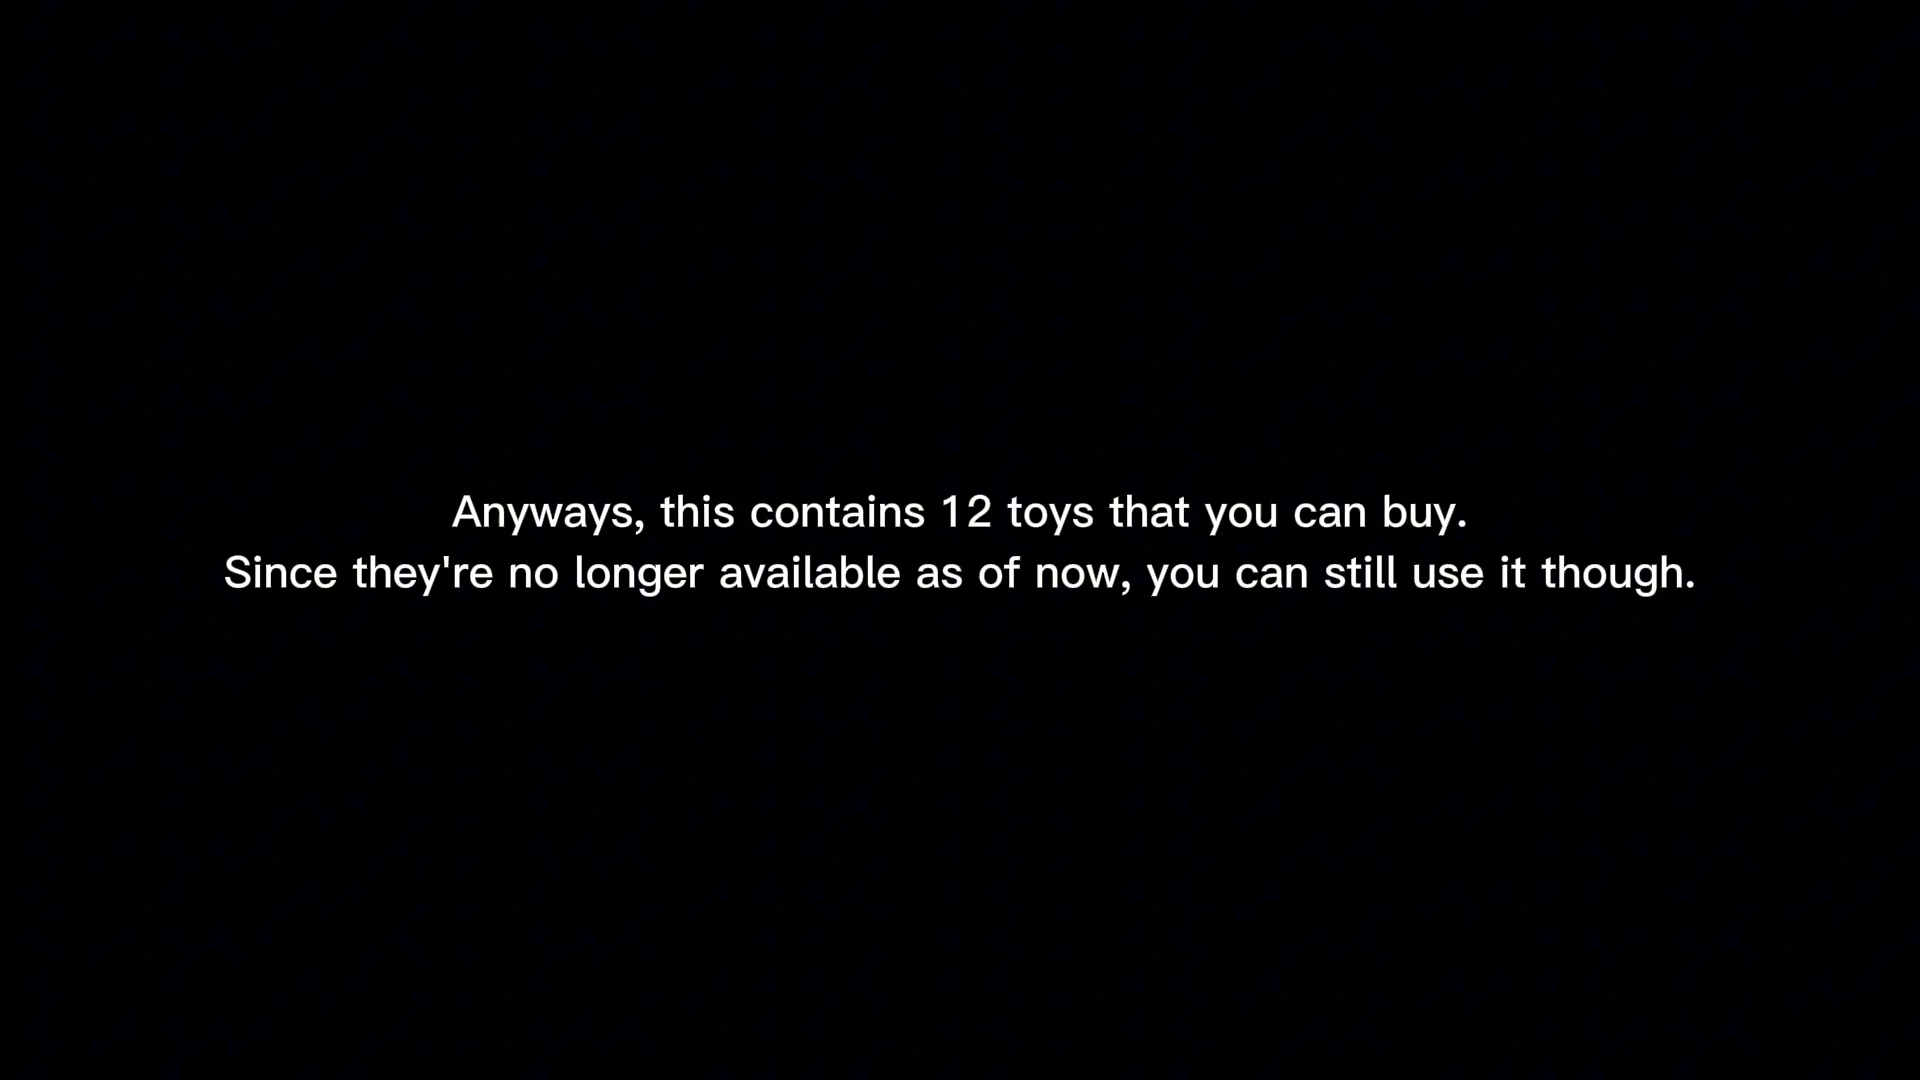 Anyways, this contains 12 toys that you can buy.
Since they're no longer available as of now, you can still use it though.